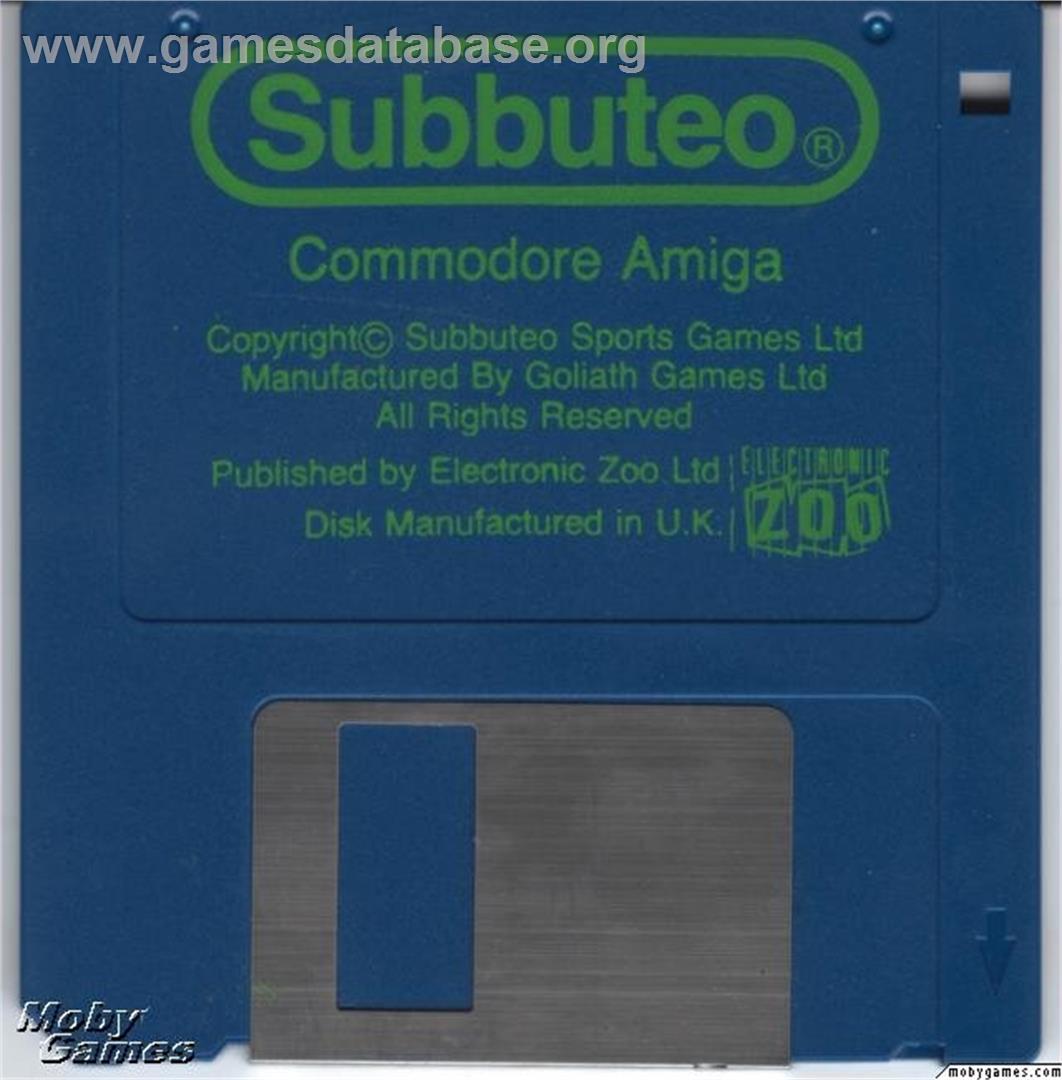 www.gamesdatabase.org
Subbuteo®
Commodore Amiga
Copyright© Subbuteo Sports Games Ltd
Manufactured By Goliath Games Ltd
All Rights Reserved
Published by Electronic Zoo Ltd
ELECTRONIC
ZOO
Disk Manufactured in U.K.
Moby
Games
mobygames.com